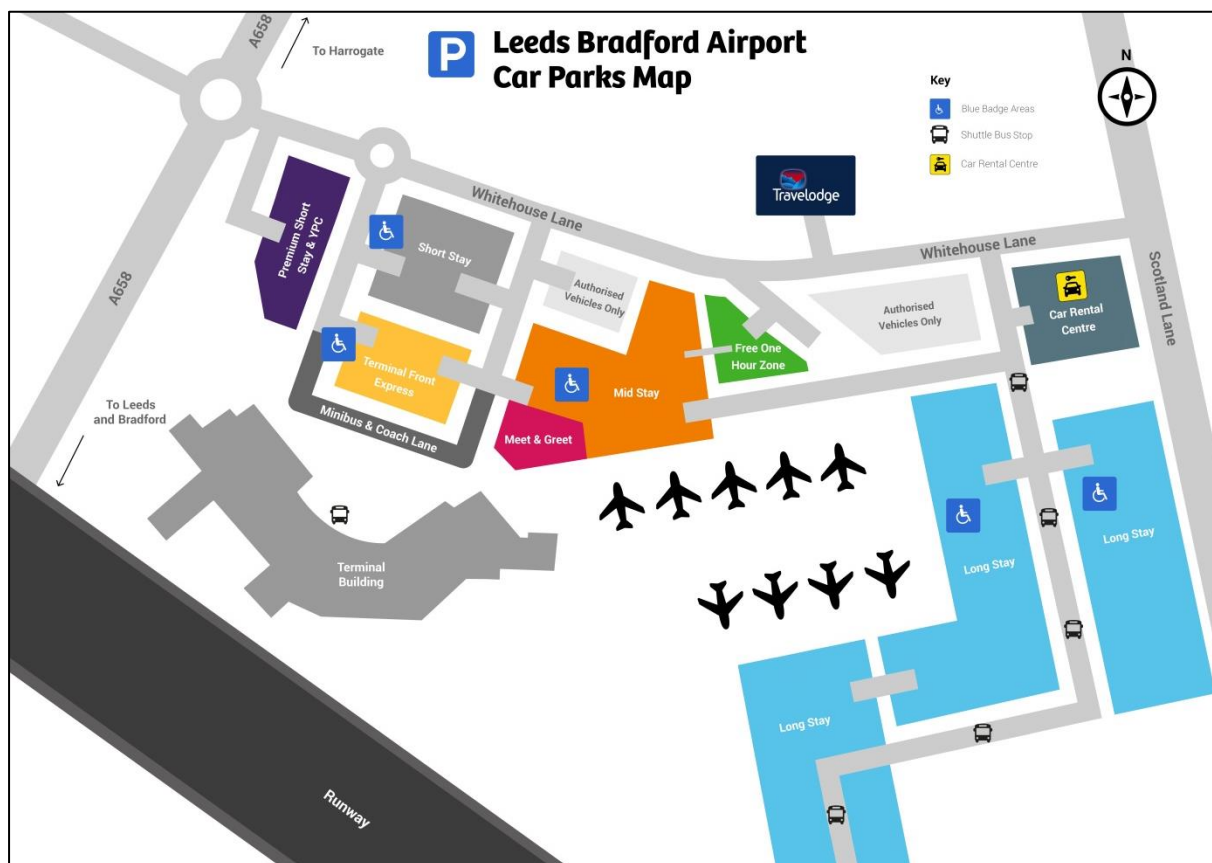 A658
To Harrogate
P
Leeds Bradford Airport
Car Parks Map
Key
Blue Badge Areas
Shuttle Bus Stop
Car Rental Centre
N
Travelodge
Whitehouse Lane
Whitehouse Lane
Scotland Lane
Premium Short
Stay & YPC
Short Stay
A658
Authorised
Vehicles Only
Authorised
Vehicles Only
Car Rental
Centre
Free One
Hour Zone
Terminal Front
Express
Mid Stay
To Leeds
and Bradford
Minibus & Coach Lane
Meet & Greet
Terminal
Building
Long Stay
Long Stay
Long Stay
Runway